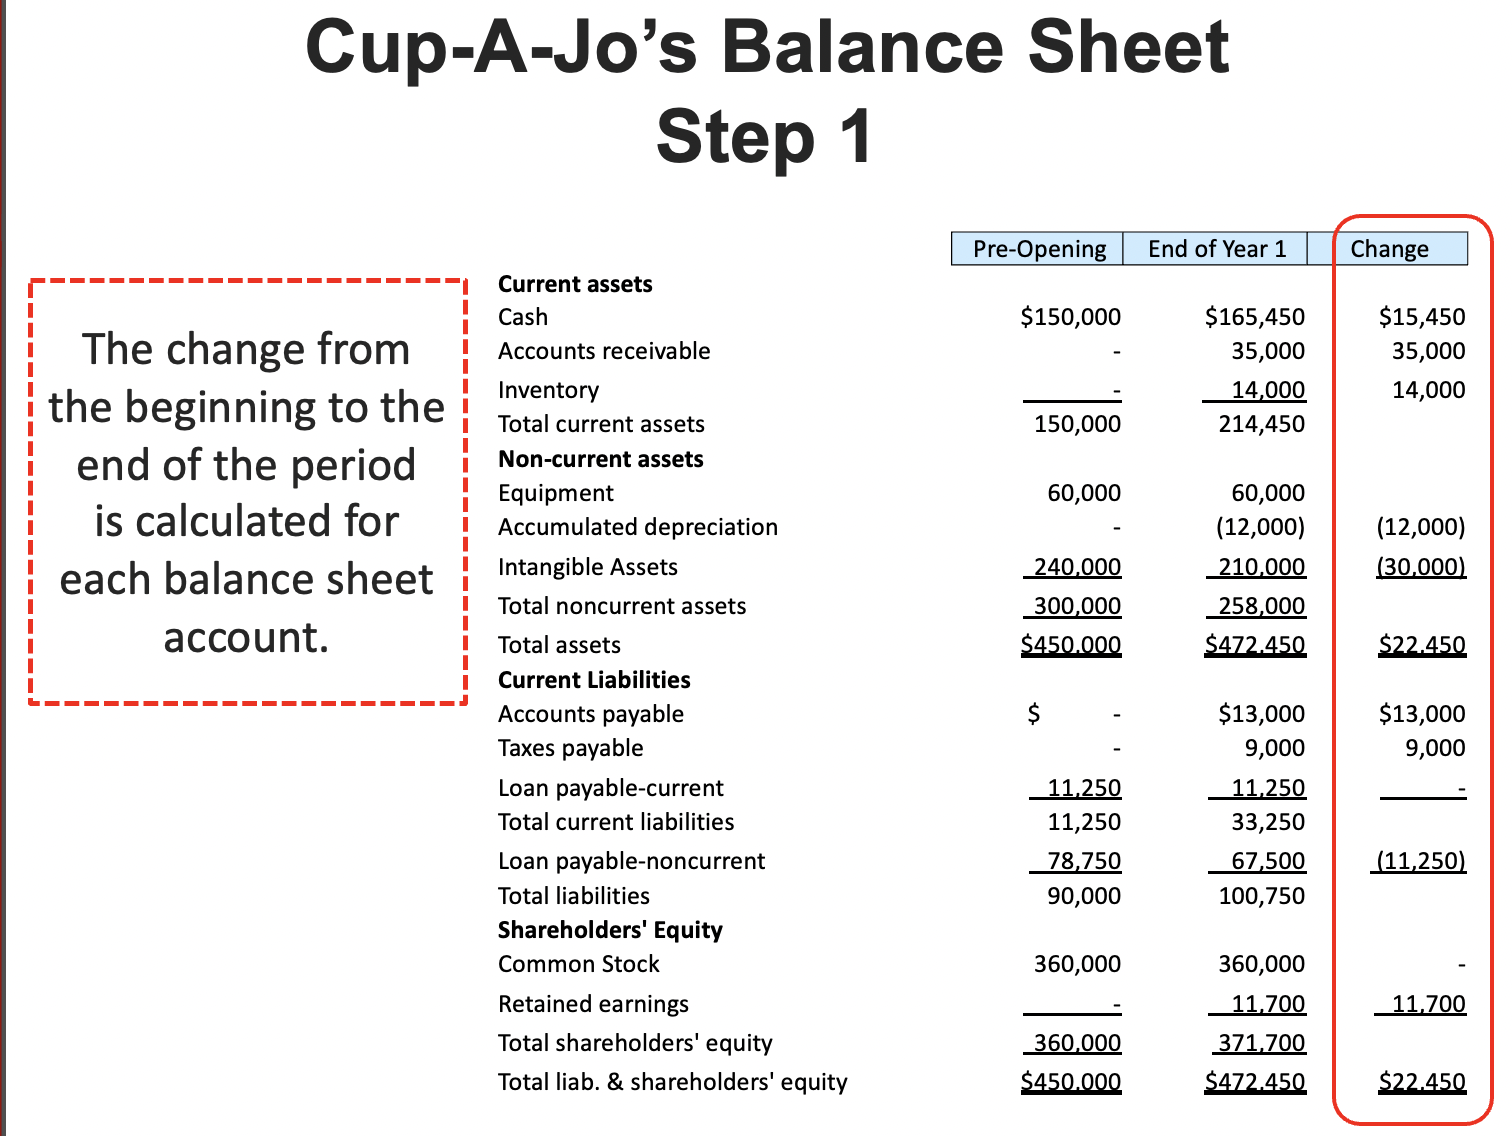 Cup-A-Jo’s Balance Sheet
Step 1
The change from
the beginning to the
end of the period
is calculated for
each balance sheet
account.
Pre-Opening End of Year 1 Change
Current assets
Cash $150,000 $165,450 $15,450
Accounts receivable - 35,000 35,000
Inventory - 14,000 14,000
Total current assets 150,000 214,450
Non-current assets
Equipment 60,000 60,000
Accumulated depreciation - (12,000) (12,000)
Intangible Assets 240,000 210,000 (30,000)
Total noncurrent assets 300,000 258,000
Total assets $450,000 $472,450 $22,450
Current Liabilities
Accounts payable $ - $13,000 $13,000
Taxes payable - 9,000 9,000
Loan payable-current 11,250 11,250 -
Total current liabilities 11,250 33,250
Loan payable-noncurrent 78,750 67,500 (11,250)
Total liabilities 90,000 100,750
Shareholders' Equity
Common Stock 360,000 360,000 -
Retained earnings - 11,700 11,700
Total shareholders' equity 360,000 371,700
Total liab. & shareholders' equity $450,000 $472,450 $22,450